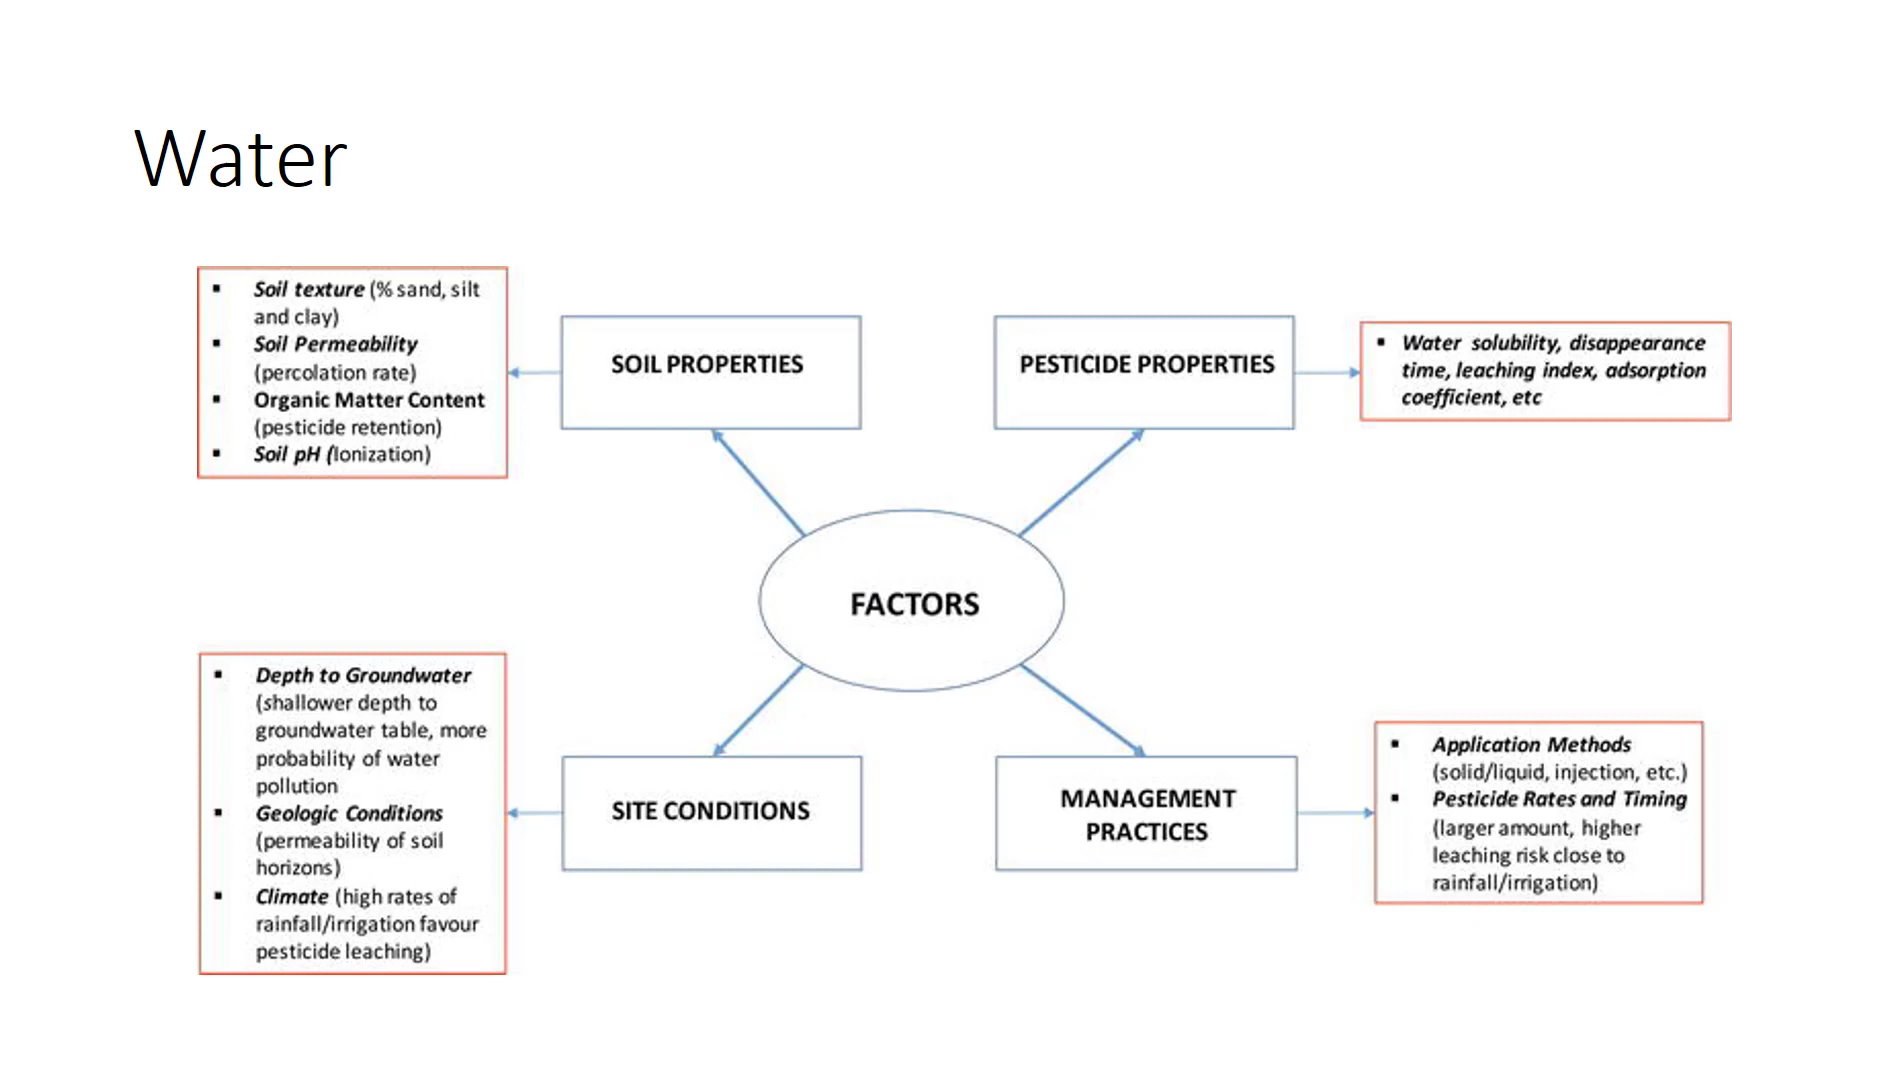 Water
▪ Soil texture (% sand, silt
and clay)
▪ Soil Permeability
(percolation rate)
▪ Organic Matter Content
(pesticide retention)
▪ Soil pH (Ionization)
SOIL PROPERTIES
PESTICIDE PROPERTIES
▪ Water solubility, disappearance
time, leaching index, adsorption
coefficient, etc
FACTORS
▪ Depth to Groundwater
(shallower depth to
groundwater table, more
probability of water
pollution
▪ Geologic Conditions
(permeability of soil
horizons)
▪ Climate (high rates of
rainfall/irrigation favour
pesticide leaching)
SITE CONDITIONS
MANAGEMENT
PRACTICES
▪ Application Methods
(solid/liquid, injection, etc.)
▪ Pesticide Rates and Timing
(larger amount, higher
leaching risk close to
rainfall/irrigation)